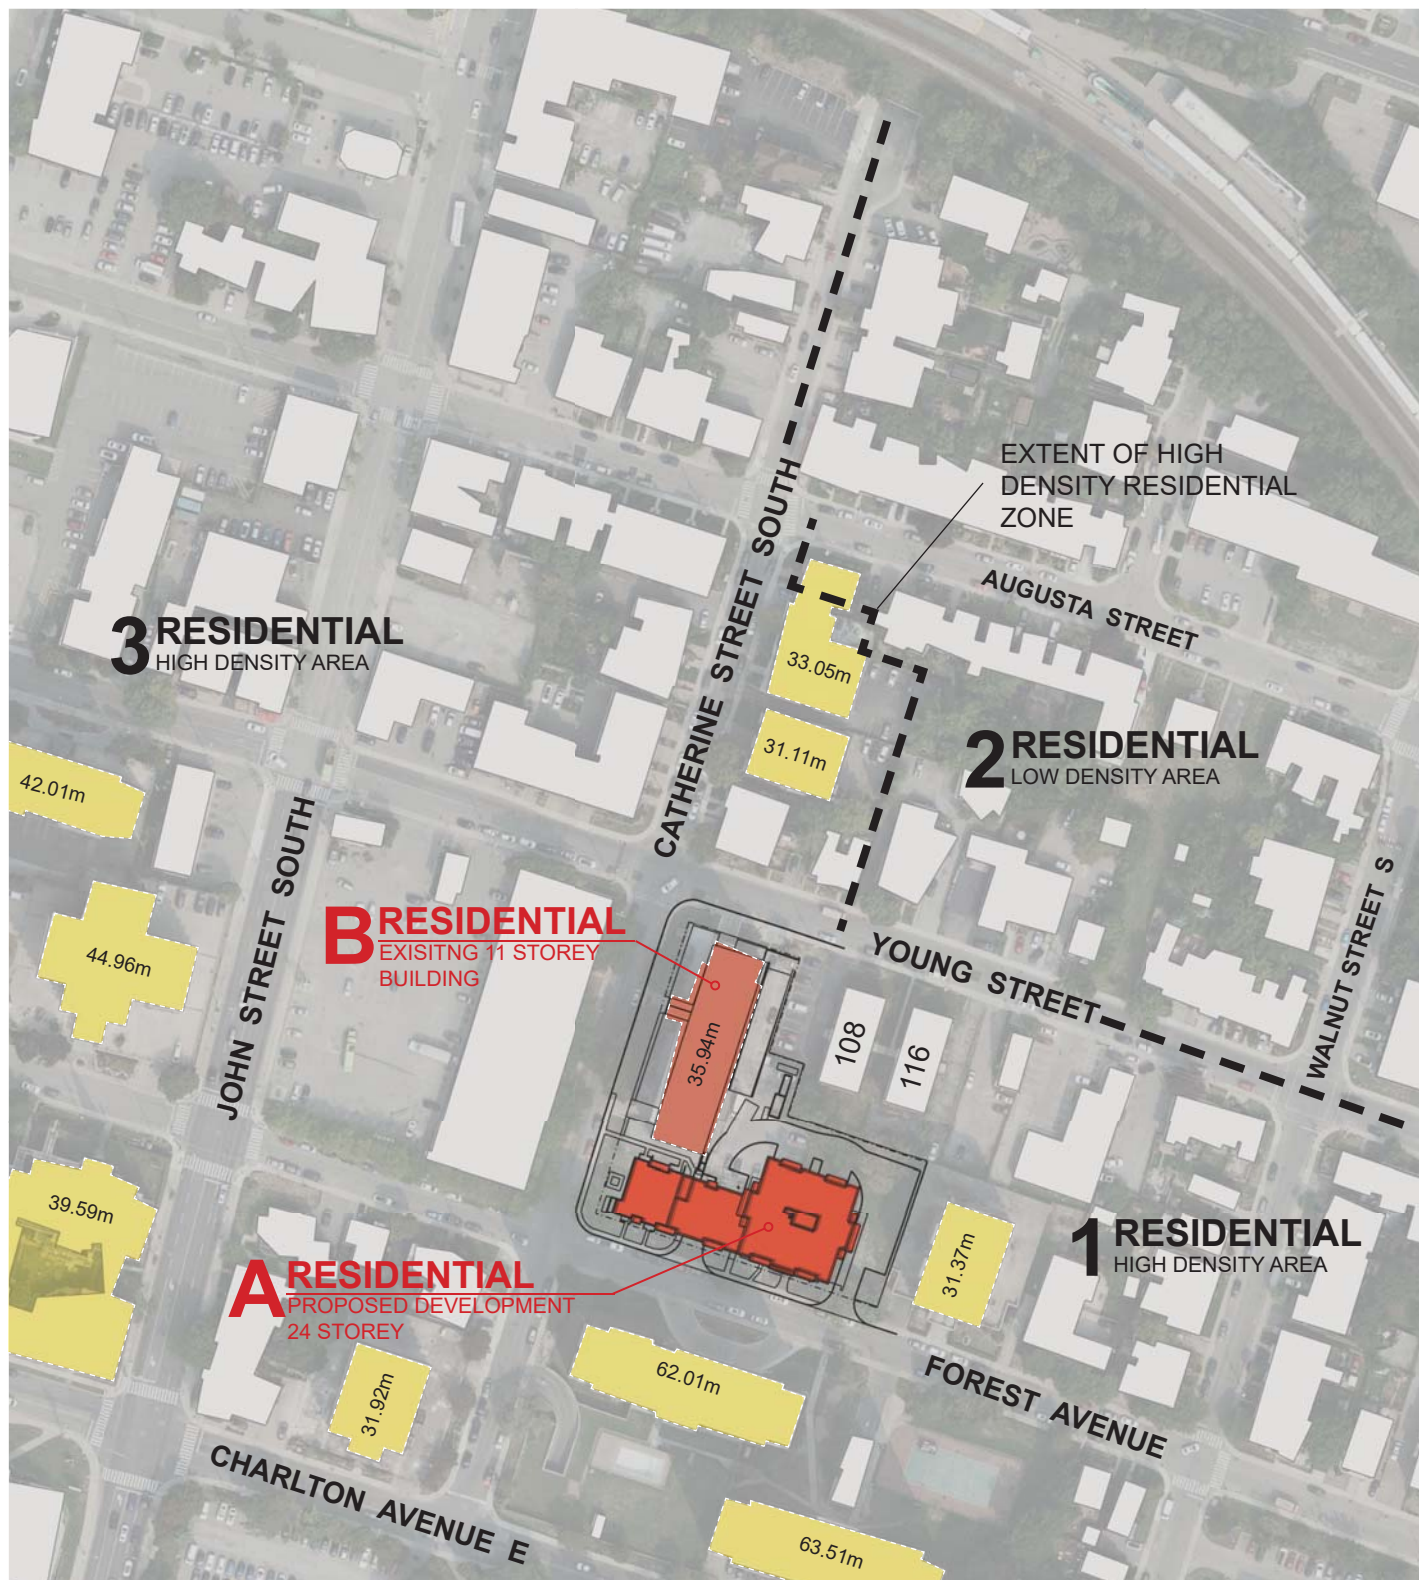 EXTENT OF HIGH
DENSITY RESIDENTIAL
ZONE
CATHERINE STREET SOUTH
AUGUSTA STREET
33.05m
31.11m
3 RESIDENTIAL
HIGH DENSITY AREA
2 RESIDENTIAL
LOW DENSITY AREA
42.01m
44.96m
JOHN STREET SOUTH
B RESIDENTIAL
EXISITNG 11 STOREY
BUILDING
35.94m
YOUNG STREET
WALNUT STREET S
108
116
39.59m
A RESIDENTIAL
PROPOSED DEVELOPMENT
24 STOREY
1 RESIDENTIAL
HIGH DENSITY AREA
31.37m
31.92m
62.01m
FOREST AVENUE
CHARLTON AVENUE E
63.51m